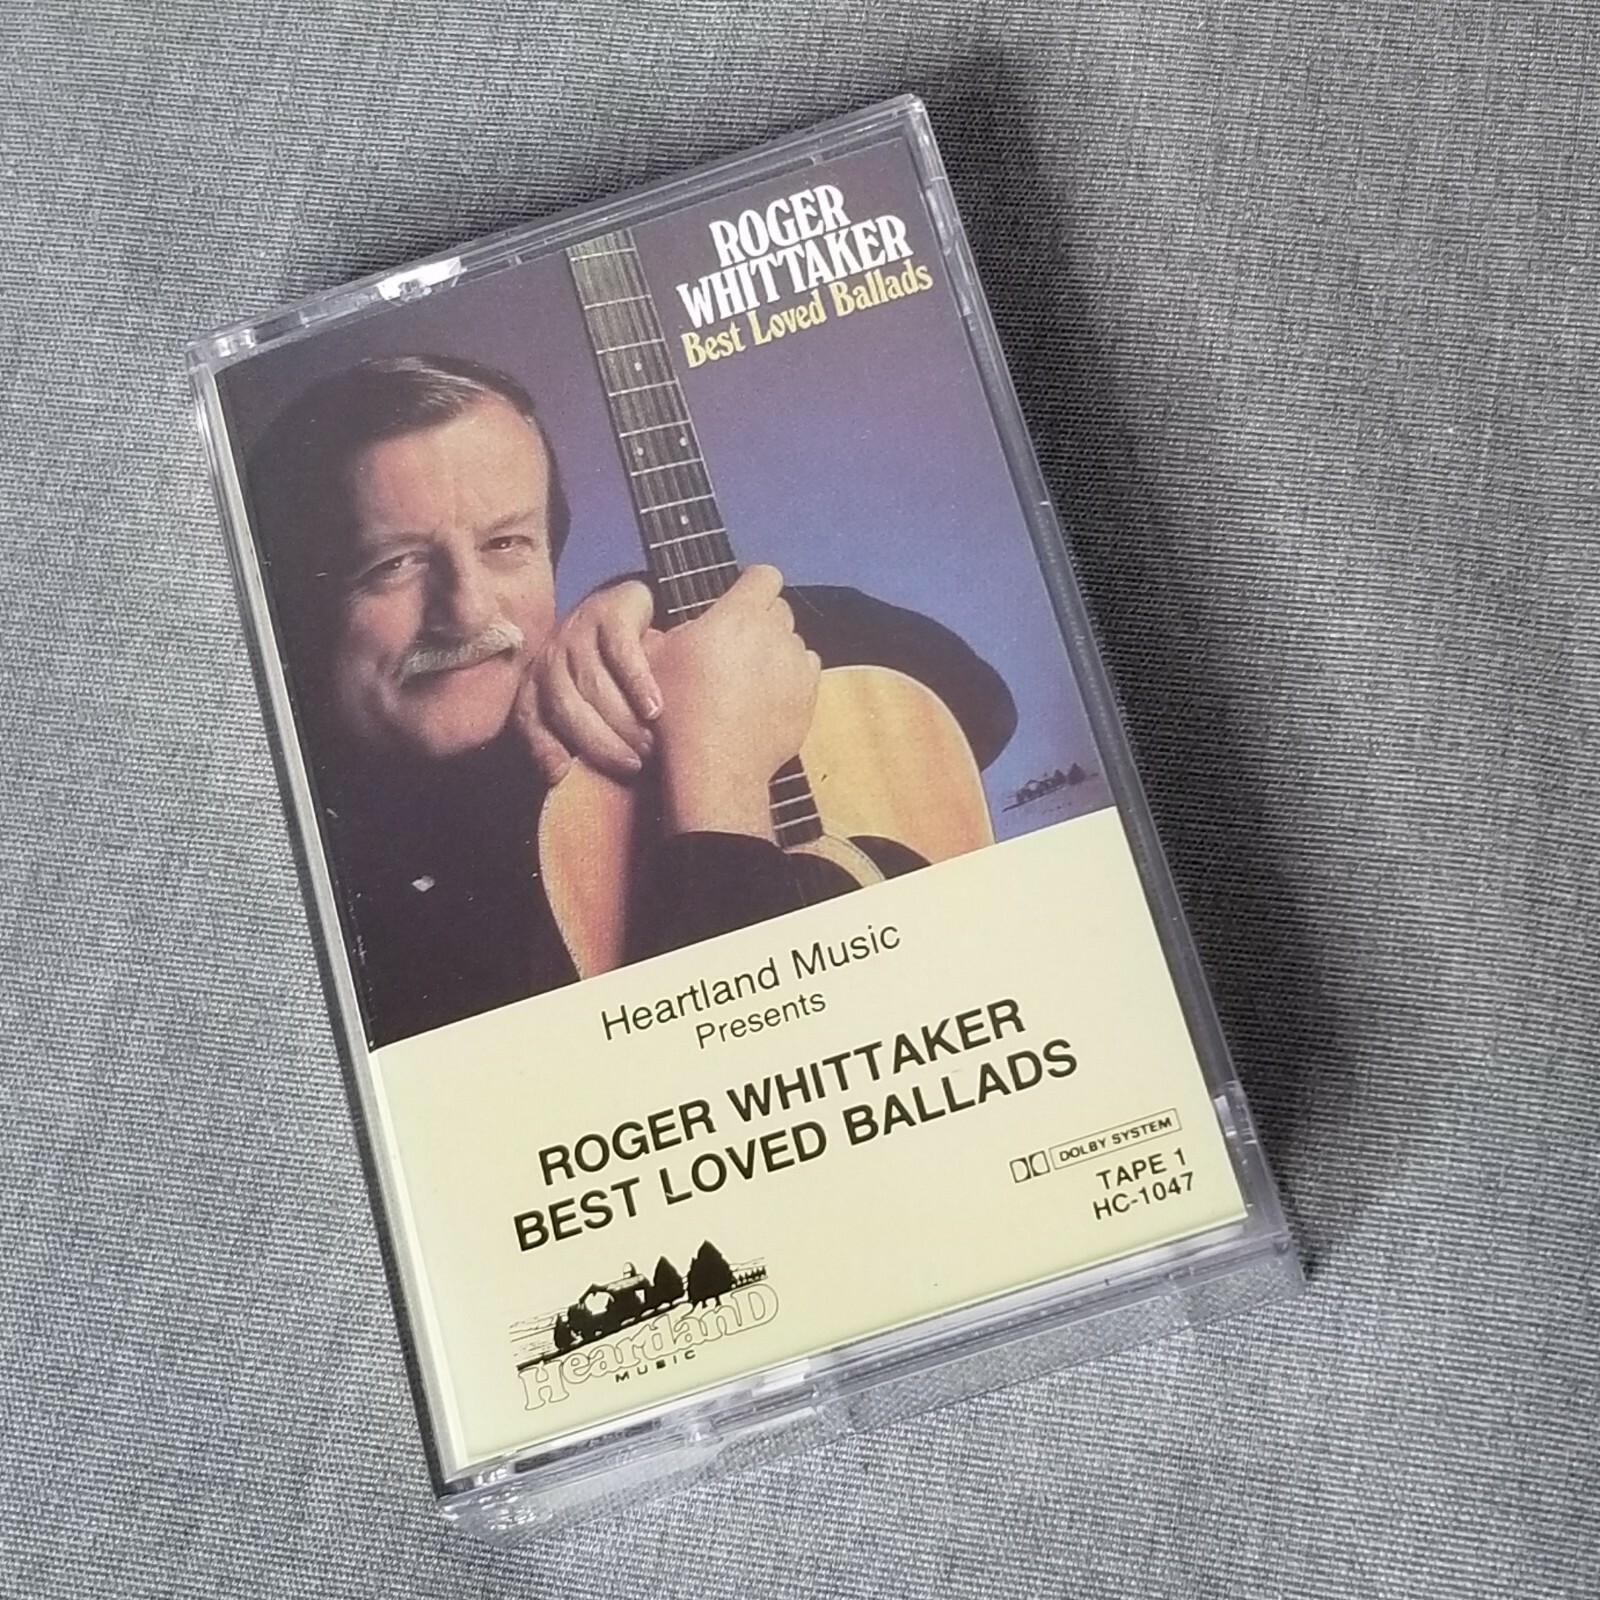 ROGER
WHITTAKER
Best Loved Ballads
Heartland Music
Presents
ROGER WHITTAKER
BEST LOVED BALLADS
DOLBY SYSTEM
TAPE 1
HC-1047
HeartlanD
MUSIC